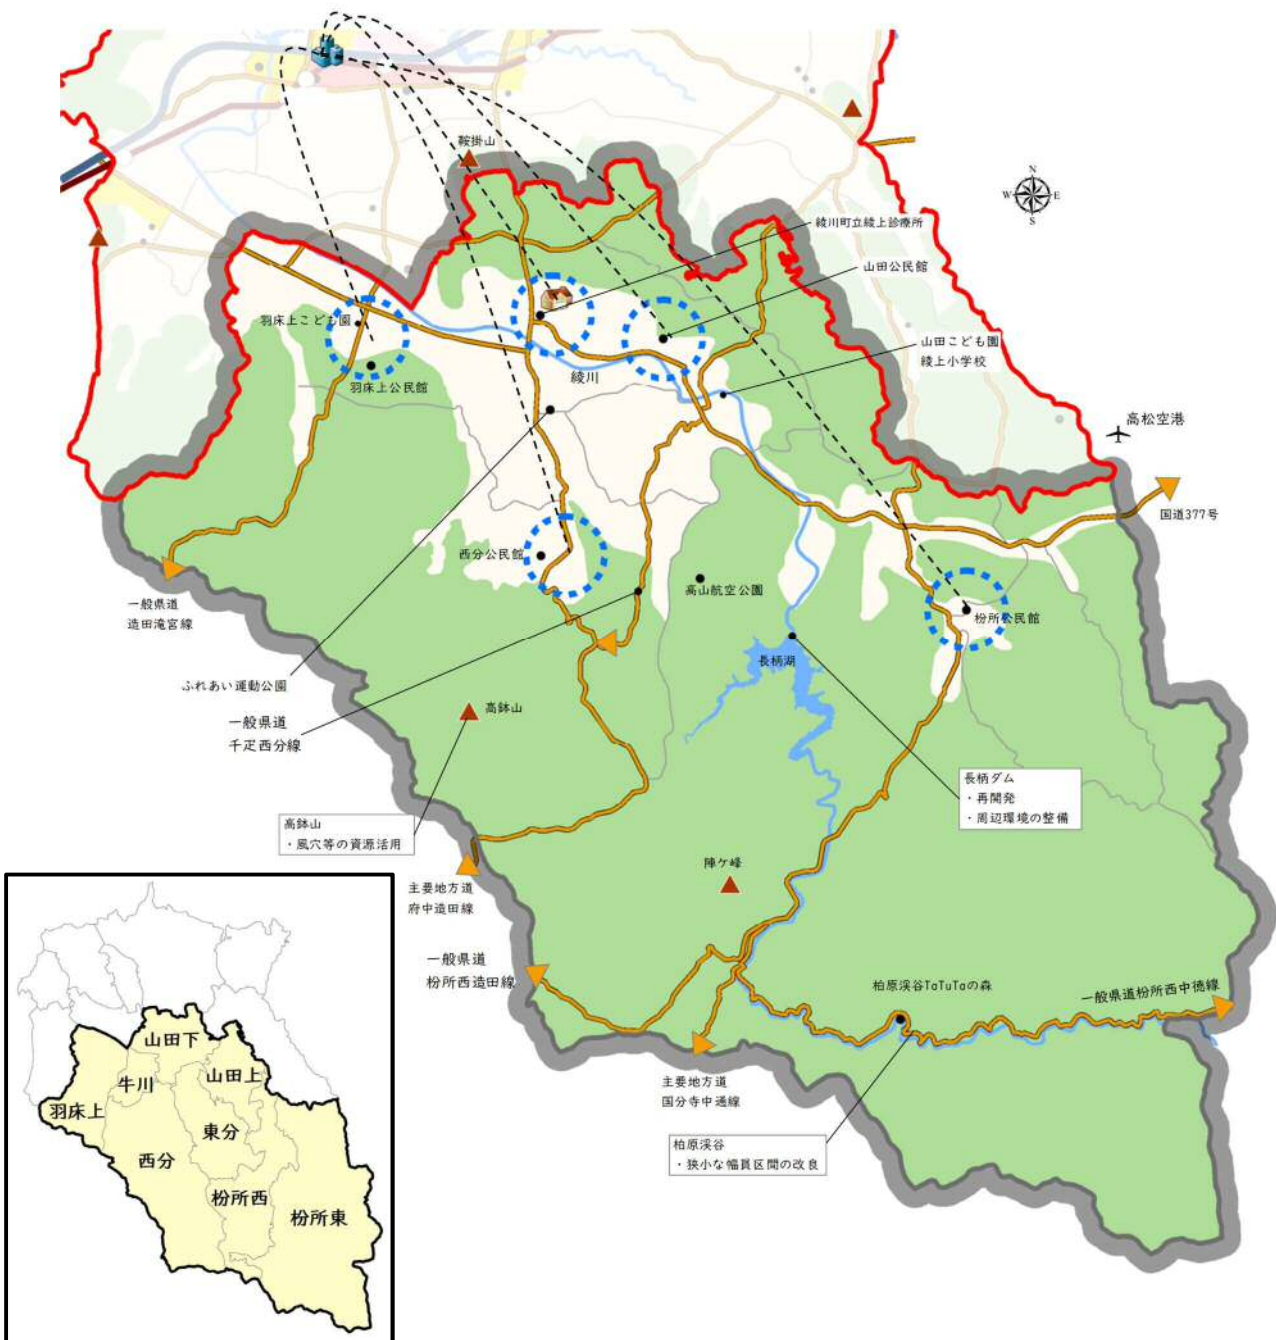 鞍掛山
N
W
E
S
綾川町立綾上診療所
山田公民館
羽床上こども園
山田こども園
綾上小学校
羽床上公民館
綾川
高松空港
国道377号
西分公民館
高山航空公園
枌所公民館
一般県道
造田滝宮線
長柄湖
ふれあい運動公園
一般県道
千疋西分線
高鉢山
長柄ダム
・再開発
・周辺環境の整備
高鉢山
・風穴等の資源活用
陣ケ峰
主要地方道
府中造田線
一般県道
枌所西造田線
柏原渓谷TaTuTaの森
一般県道枌所西中徳線
主要地方道
国分寺中通線
柏原渓谷
・狭小な幅員区間の改良
山田下
牛川
山田上
羽床上
東分
西分
枌所西
枌所東